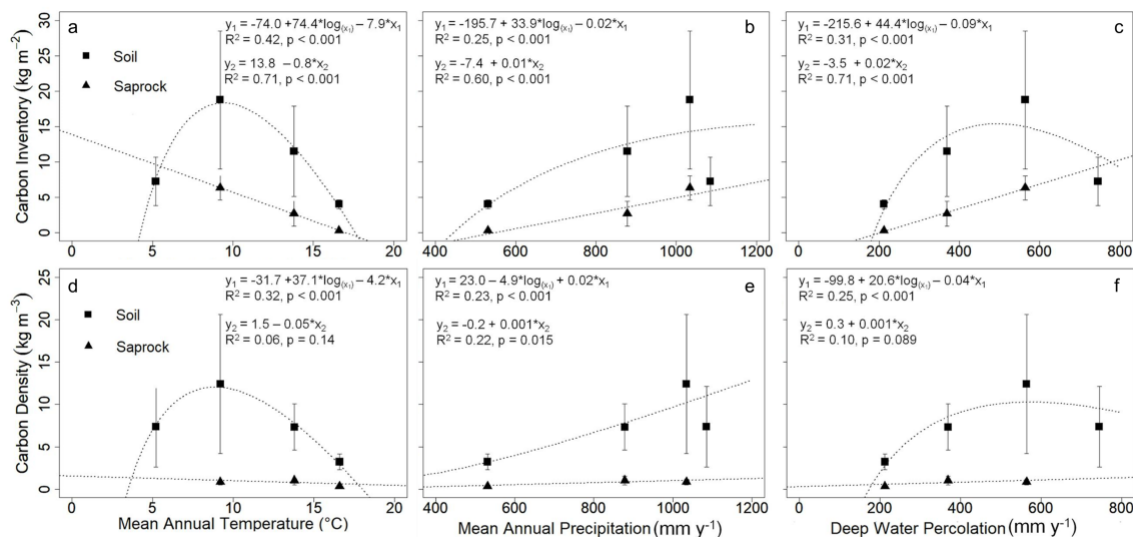 a
y₁ = -74.0 +74.4*log(x₁) − 7.9*x₁
R² = 0.42, p < 0.001
y₂ = 13.8 − 0.8*x₂
R² = 0.71, p < 0.001
Soil
Saprock
b
y₁ = -195.7 + 33.9*log(x₁) − 0.02*x₁
R² = 0.25, p < 0.001
y₂ = -7.4 + 0.01*x₂
R² = 0.60, p < 0.001
c
y₁ = -215.6 + 44.4*log(x₁) − 0.09*x₁
R² = 0.31, p < 0.001
y₂ = -3.5 + 0.02*x₂
R² = 0.71, p < 0.001
Carbon Inventory (kg m⁻²)
30
25
20
15
10
5
0
5 10 15 20
400 600 800 1000 1200
0 200 400 600 800
d
y₁ = -31.7 +37.1*log(x₁) − 4.2*x₁
R² = 0.32, p < 0.001
y₂ = 1.5 − 0.05*x₂
R² = 0.06, p = 0.14
Soil
Saprock
e
y₁ = 23.0 − 4.9*log(x₁) + 0.02*x₁
R² = 0.23, p < 0.001
y₂ = -0.2 + 0.001*x₂
R² = 0.22, p = 0.015
f
y₁ = -99.8 + 20.6*log(x₁) − 0.04*x₁
R² = 0.25, p < 0.001
y₂ = 0.3 + 0.001*x₂
R² = 0.10, p = 0.089
Carbon Density (kg m⁻³)
25
20
15
10
5
0
0 5 10 15 20
400 600 800 1000 1200
0 200 400 600 800
Mean Annual Temperature (°C)
Mean Annual Precipitation (mm y⁻¹)
Deep Water Percolation (mm y⁻¹)